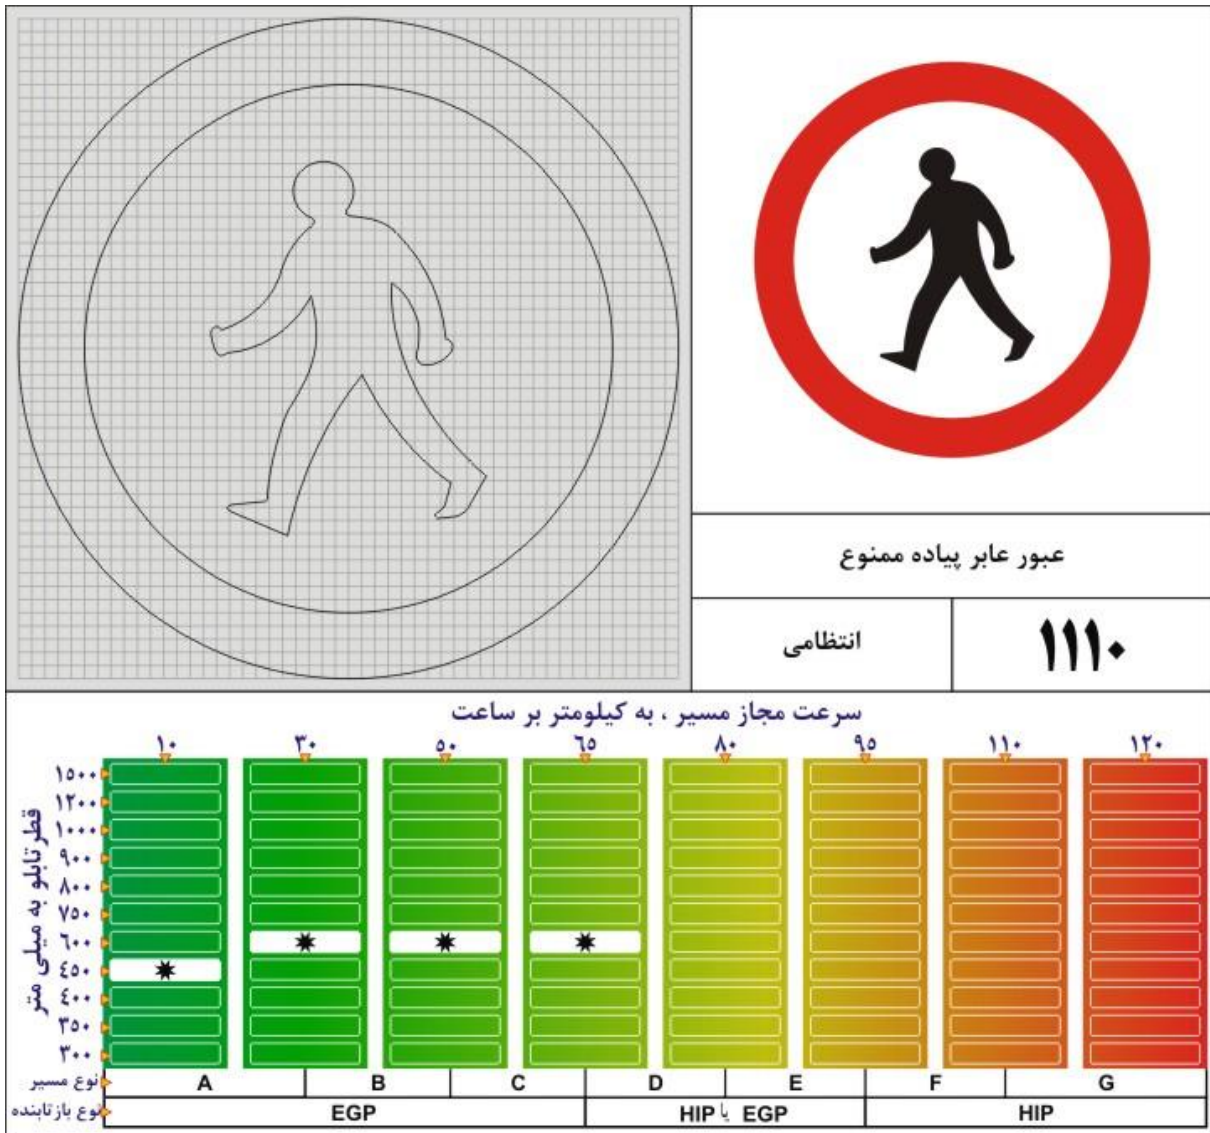 عبور عابر پیاده ممنوع
انتظامی
۱۱۱۰
سرعت مجاز مسیر ، به کیلومتر بر ساعت
۱۰ ۳۰ ۵۰ ۶۵ ۸۰ ۹۵ ۱۱۰ ۱۲۰
قطر تابلو به میلی متر
۱۵۰۰
۱۲۰۰
۱۰۰۰
۹۰۰
۸۰۰
۷۵۰
۶۰۰
۴۵۰
۴۰۰
۳۵۰
۳۰۰
نوع مسیر A B C D E F G
نوع بازتابنده EGP HIP یا EGP HIP